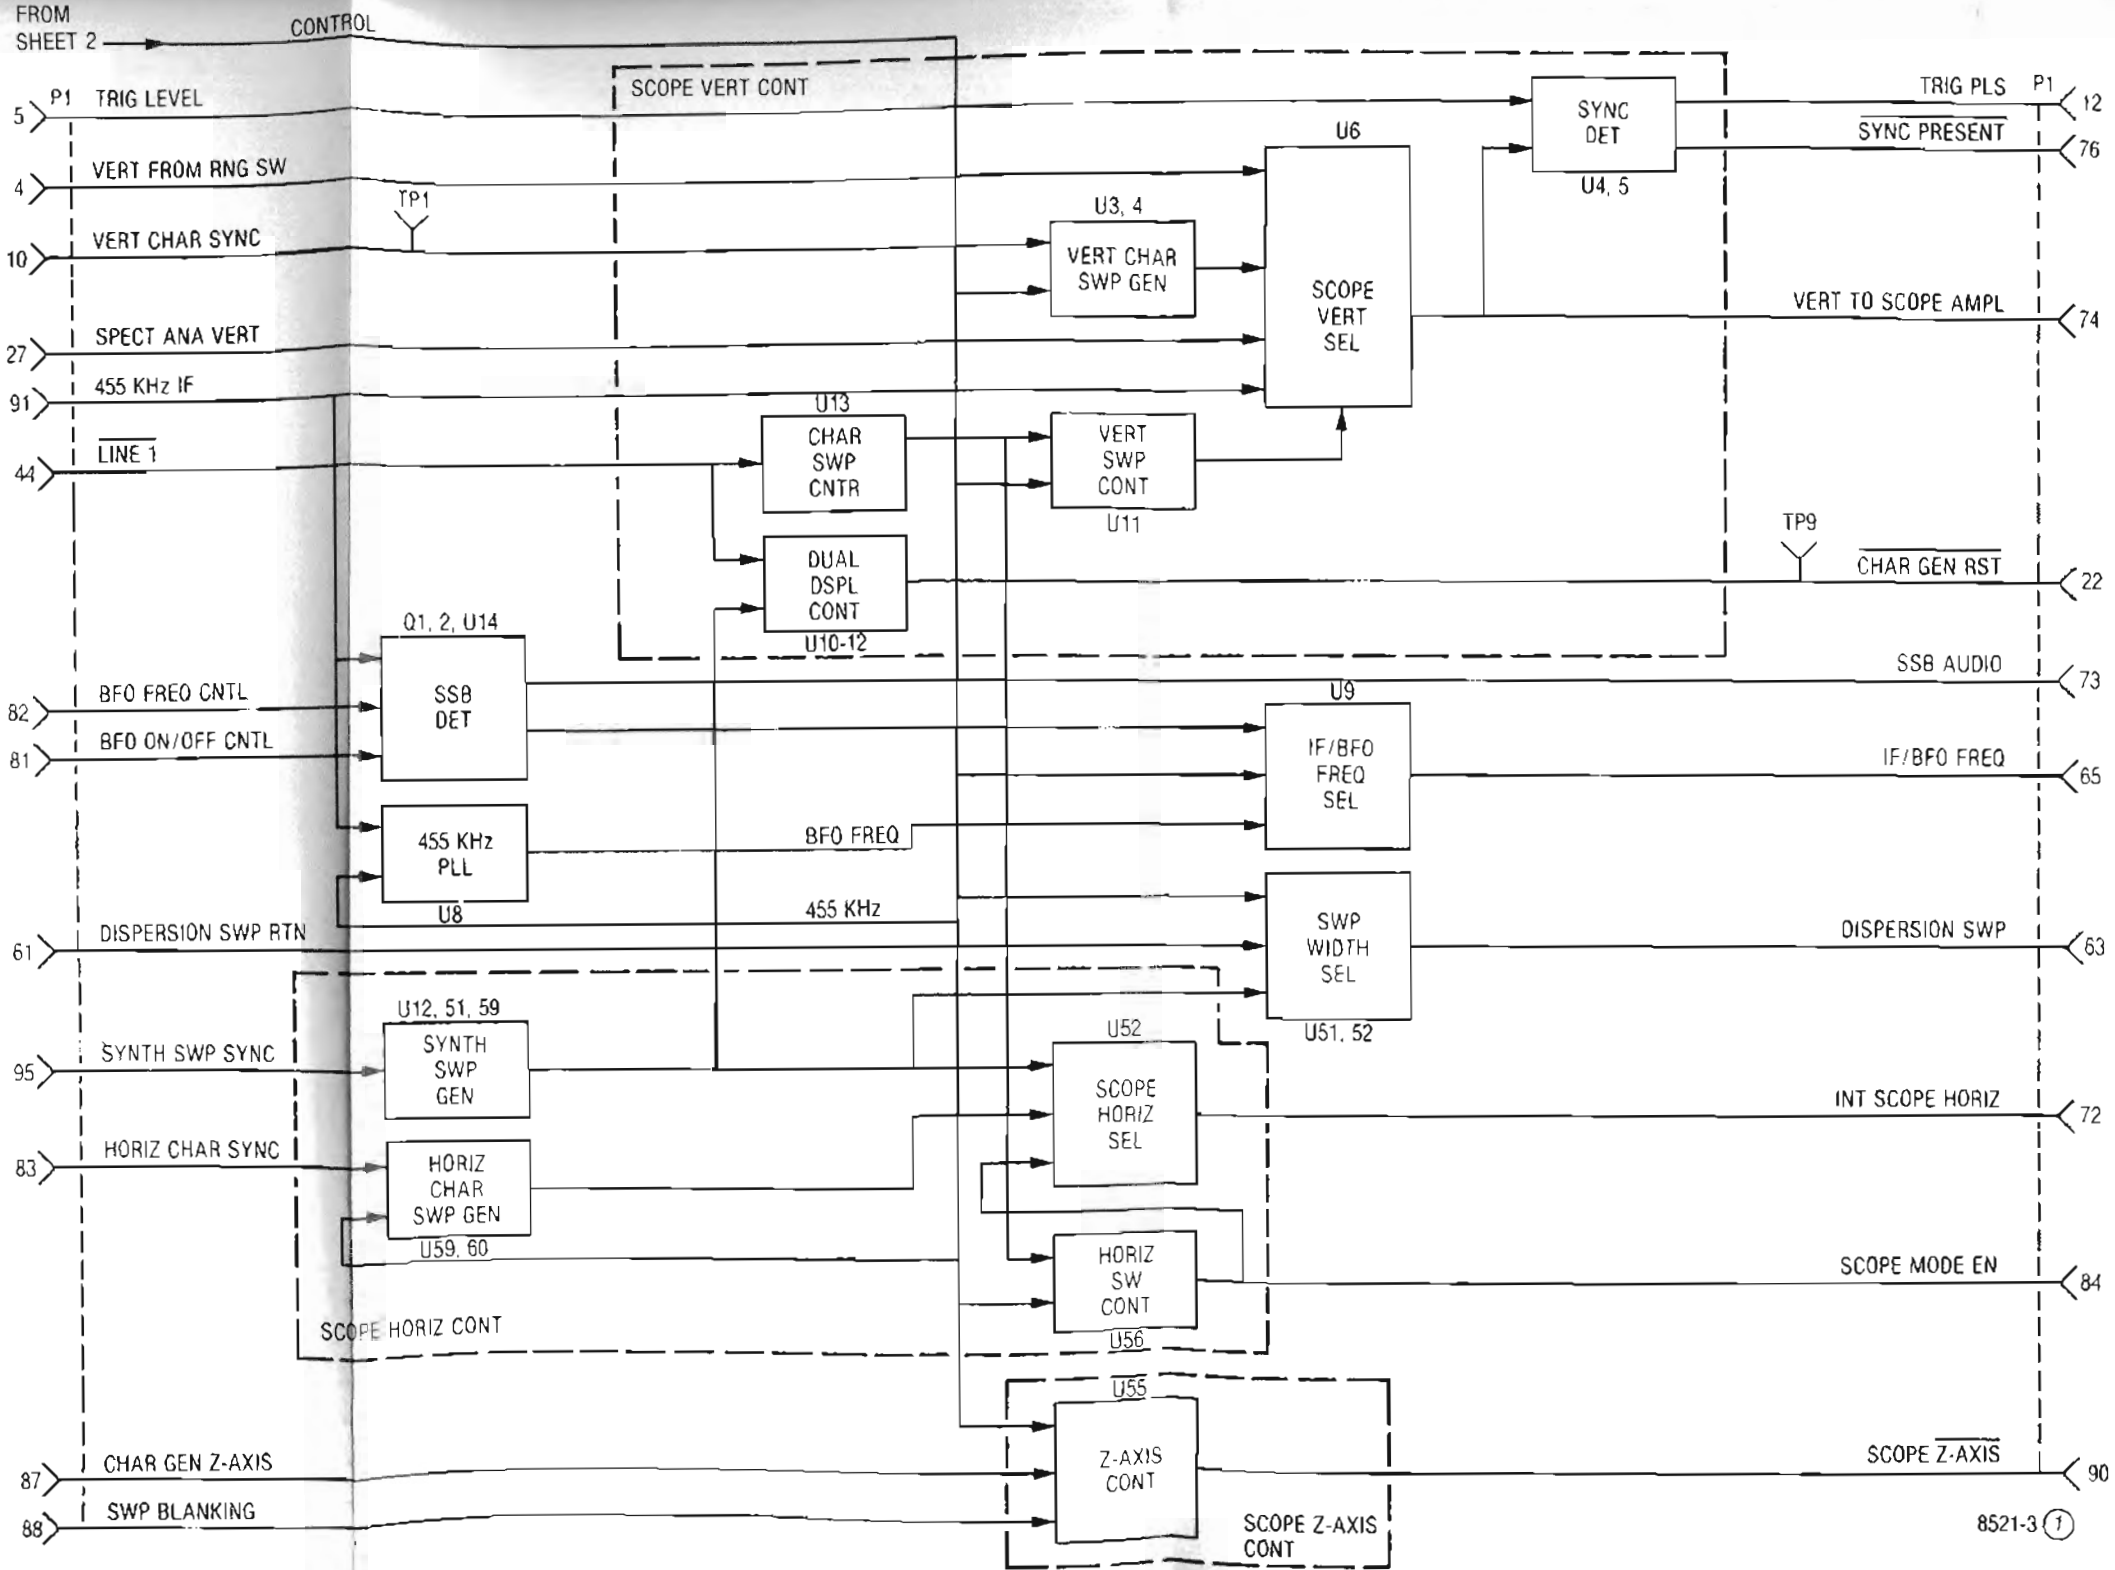 FROM
SHEET 2
CONTROL
SCOPE VERT CONT
5
P1
TRIG LEVEL
SYNC
DET
U4, 5
TRIG PLS
P1
12
SYNC PRESENT
76
4
VERT FROM RNG SW
TP1
U6
SCOPE
VERT
SEL
10
VERT CHAR SYNC
U3, 4
VERT CHAR
SWP GEN
VERT TO SCOPE AMPL
74
27
SPECT ANA VERT
91
455 KHz IF
44
LINE 1
U13
CHAR
SWP
CNTR
VERT
SWP
CONT
U11
DUAL
DSPL
CONT
U10-12
TP9
CHAR GEN RST
22
Q1, 2, U14
SSB
DET
SSB AUDIO
73
82
BFO FREQ CNTL
81
BFO ON/OFF CNTL
U9
IF/BFO
FREQ
SEL
IF/BFO FREQ
65
455 KHz
PLL
U8
BFO FREQ
455 KHz
61
DISPERSION SWP RTN
SWP
WIDTH
SEL
U51, 52
DISPERSION SWP
63
U12, 51, 59
SYNTH
SWP
GEN
95
SYNTH SWP SYNC
U52
SCOPE
HORIZ
SEL
INT SCOPE HORIZ
72
83
HORIZ CHAR SYNC
HORIZ
CHAR
SWP GEN
U59, 60
HORIZ
SW
CONT
U56
SCOPE MODE EN
84
SCOPE HORIZ CONT
U55
Z-AXIS
CONT
87
CHAR GEN Z-AXIS
SCOPE Z-AXIS
90
88
SWP BLANKING
SCOPE Z-AXIS
CONT
8521-3 1